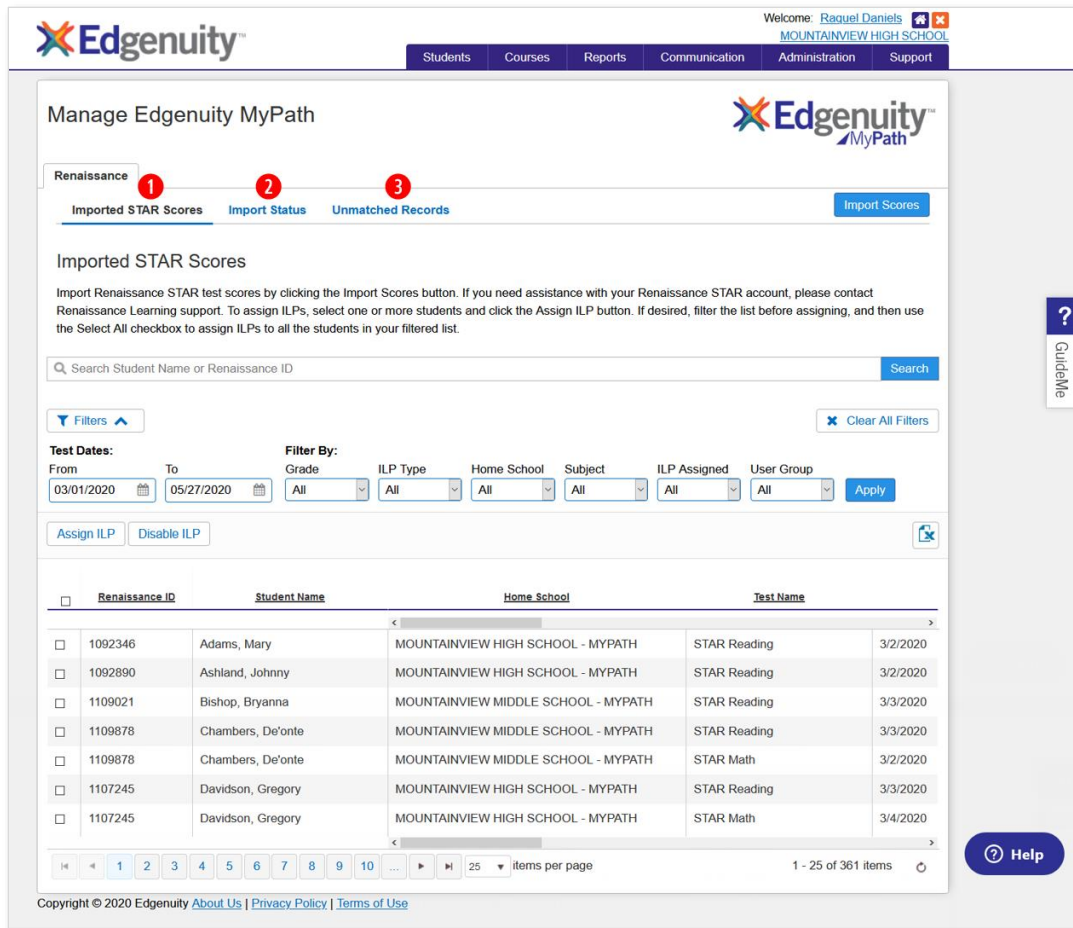 Edgenuity™
Welcome: Raquel Daniels
MOUNTAINVIEW HIGH SCHOOL
Students Courses Reports Communication Administration Support
Manage Edgenuity MyPath
Edgenuity™
MyPath
Renaissance
1 2 3
Imported STAR Scores Import Status Unmatched Records Import Scores
Imported STAR Scores
Import Renaissance STAR test scores by clicking the Import Scores button. If you need assistance with your Renaissance STAR account, please contact
Renaissance Learning support. To assign ILPs, select one or more students and click the Assign ILP button. If desired, filter the list before assigning, and then use
the Select All checkbox to assign ILPs to all the students in your filtered list.
Search Student Name or Renaissance ID Search
Filters Clear All Filters
Test Dates: Filter By:
From To Grade ILP Type Home School Subject ILP Assigned User Group
03/01/2020 05/27/2020 All All All All All All Apply
Assign ILP Disable ILP
Renaissance ID Student Name Home School Test Name
1092346 Adams, Mary MOUNTAINVIEW HIGH SCHOOL - MYPATH STAR Reading 3/2/2020
1092890 Ashland, Johnny MOUNTAINVIEW HIGH SCHOOL - MYPATH STAR Reading 3/2/2020
1109021 Bishop, Bryanna MOUNTAINVIEW MIDDLE SCHOOL - MYPATH STAR Reading 3/3/2020
1109878 Chambers, De'onte MOUNTAINVIEW MIDDLE SCHOOL - MYPATH STAR Reading 3/3/2020
1109878 Chambers, De'onte MOUNTAINVIEW MIDDLE SCHOOL - MYPATH STAR Math 3/2/2020
1107245 Davidson, Gregory MOUNTAINVIEW HIGH SCHOOL - MYPATH STAR Reading 3/3/2020
1107245 Davidson, Gregory MOUNTAINVIEW HIGH SCHOOL - MYPATH STAR Math 3/4/2020
1 2 3 4 5 6 7 8 9 10 ... 25 items per page 1 - 25 of 361 items
Copyright © 2020 Edgenuity About Us | Privacy Policy | Terms of Use
? GuideMe
? Help